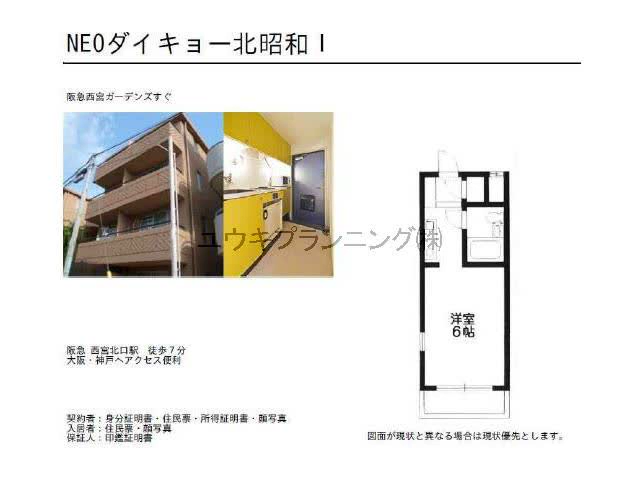 NEOダイキョー北昭和Ⅰ
阪急西宮ガーデンズすぐ
ユウキプランニング㈱
洋室
6帖
阪急 西宮北口駅 徒歩7分
大阪・神戸へアクセス便利
契約者：身分証明書・住民票・所得証明書・顔写真
入居者：住民票・顔写真
保証人：印鑑証明書
図面が現状と異なる場合は現状優先とします。